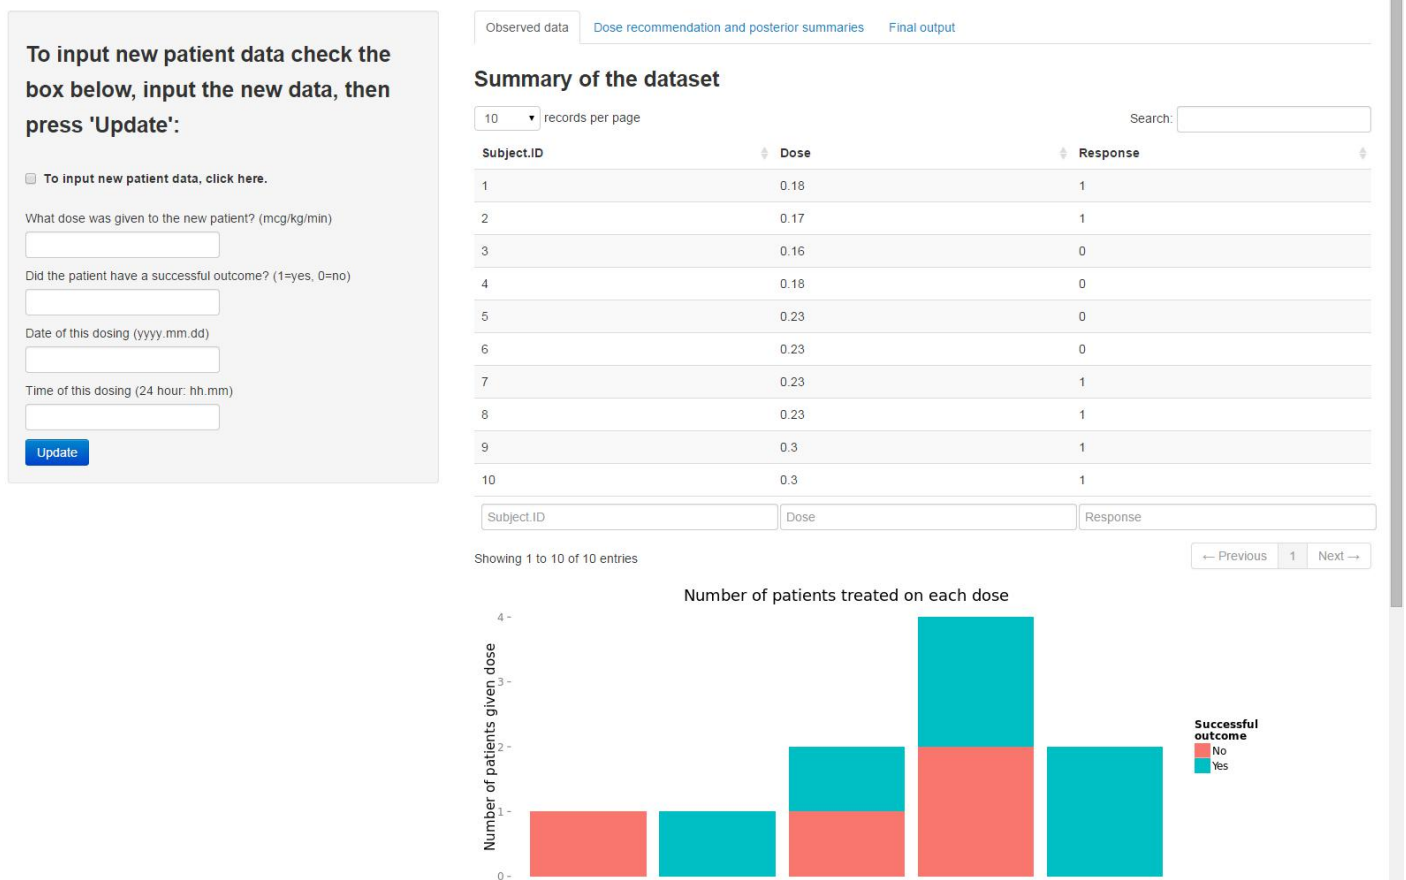 To input new patient data check the
box below, input the new data, then
press 'Update':
To input new patient data, click here.
What dose was given to the new patient? (mcg/kg/min)
Did the patient have a successful outcome? (1=yes, 0=no)
Date of this dosing (yyyy.mm.dd)
Time of this dosing (24 hour: hh.mm)
Update
Observed data Dose recommendation and posterior summaries Final output
Summary of the dataset
10 records per page Search:
Subject.ID Dose Response
1 0.18 1
2 0.17 1
3 0.16 0
4 0.18 0
5 0.23 0
6 0.23 0
7 0.23 1
8 0.23 1
9 0.3 1
10 0.3 1
Subject.ID Dose Response
Showing 1 to 10 of 10 entries
← Previous 1 Next →
Number of patients treated on each dose
Number of patients given dose
4
3
2
1
0
Successful
outcome
No
Yes